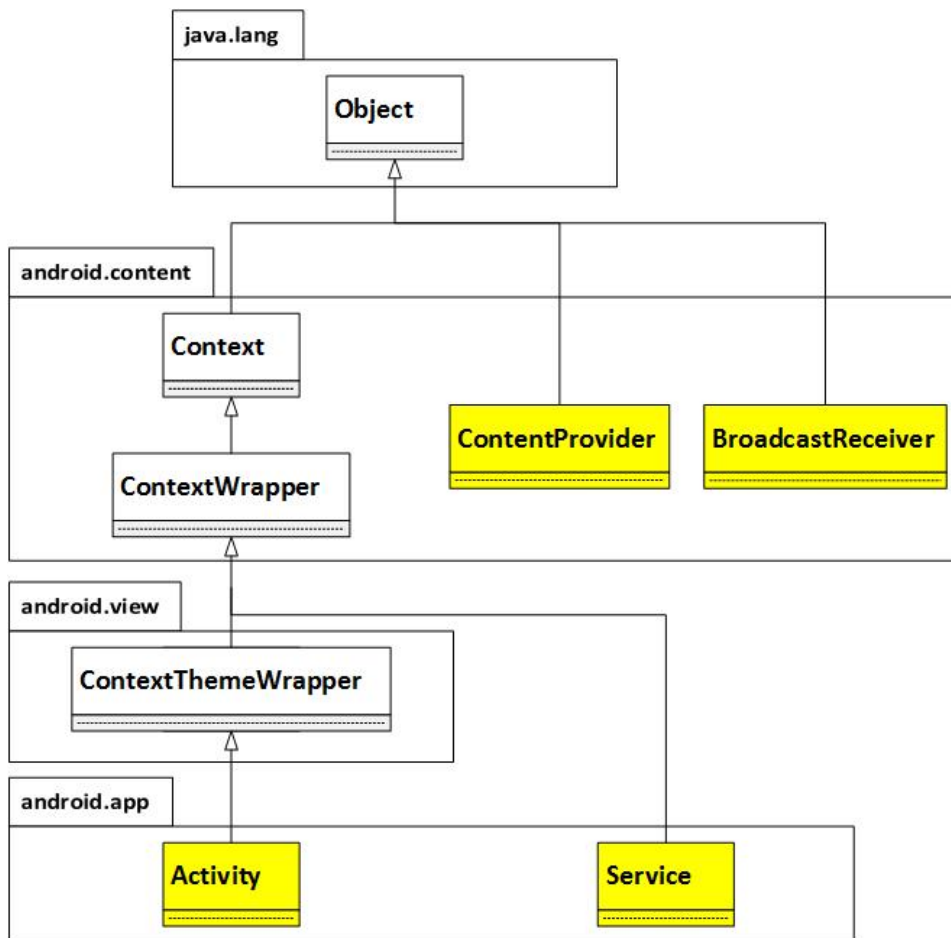 java.lang
Object
android.content
Context
ContentProvider
BroadcastReceiver
ContextWrapper
android.view
ContextThemeWrapper
android.app
Activity
Service